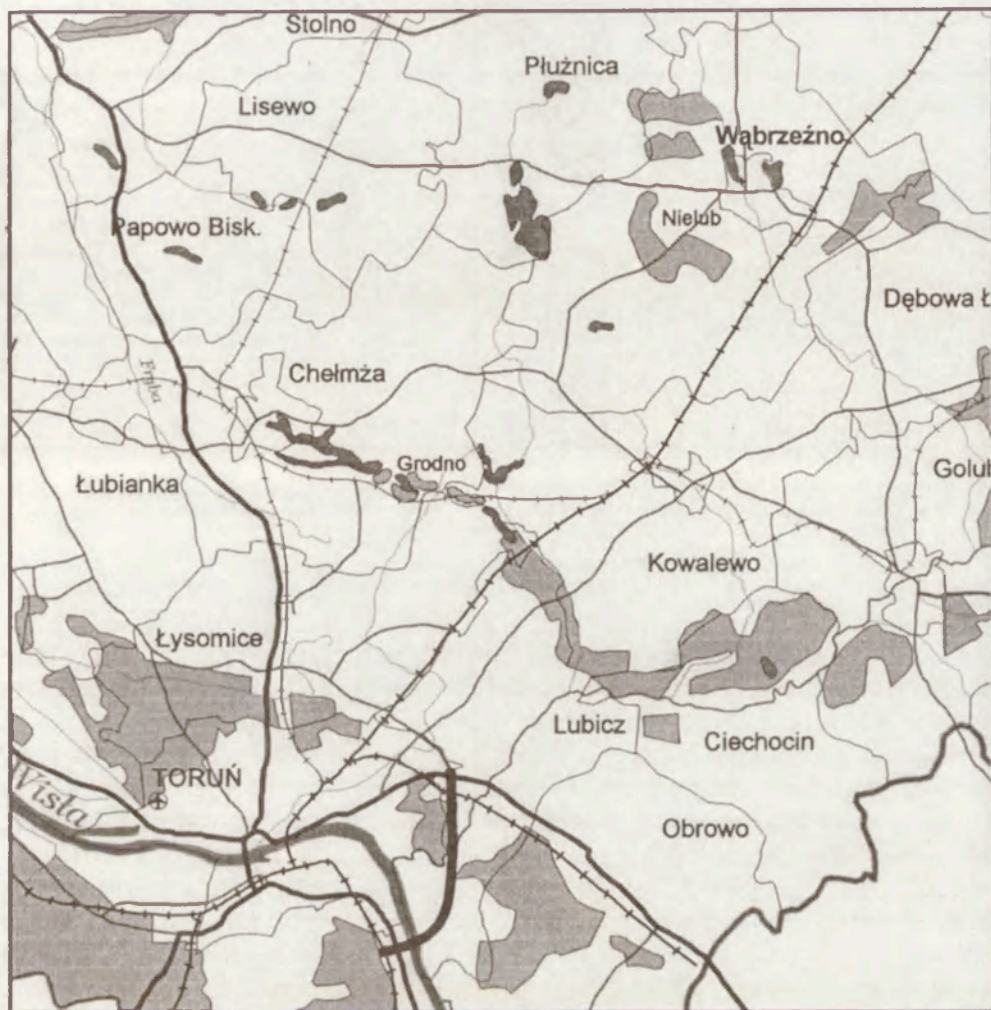 Stolno
Płużnica
Lisewo
Wąbrzeźno
Papowo Bisk.
Nielub
Dębowa Ł
Chełmża
Fryba
Grodno
Łubianka
Golub
Kowalewo
Łysomice
Lubicz
Ciechocin
TORUŃ
Wisła
Obrowo